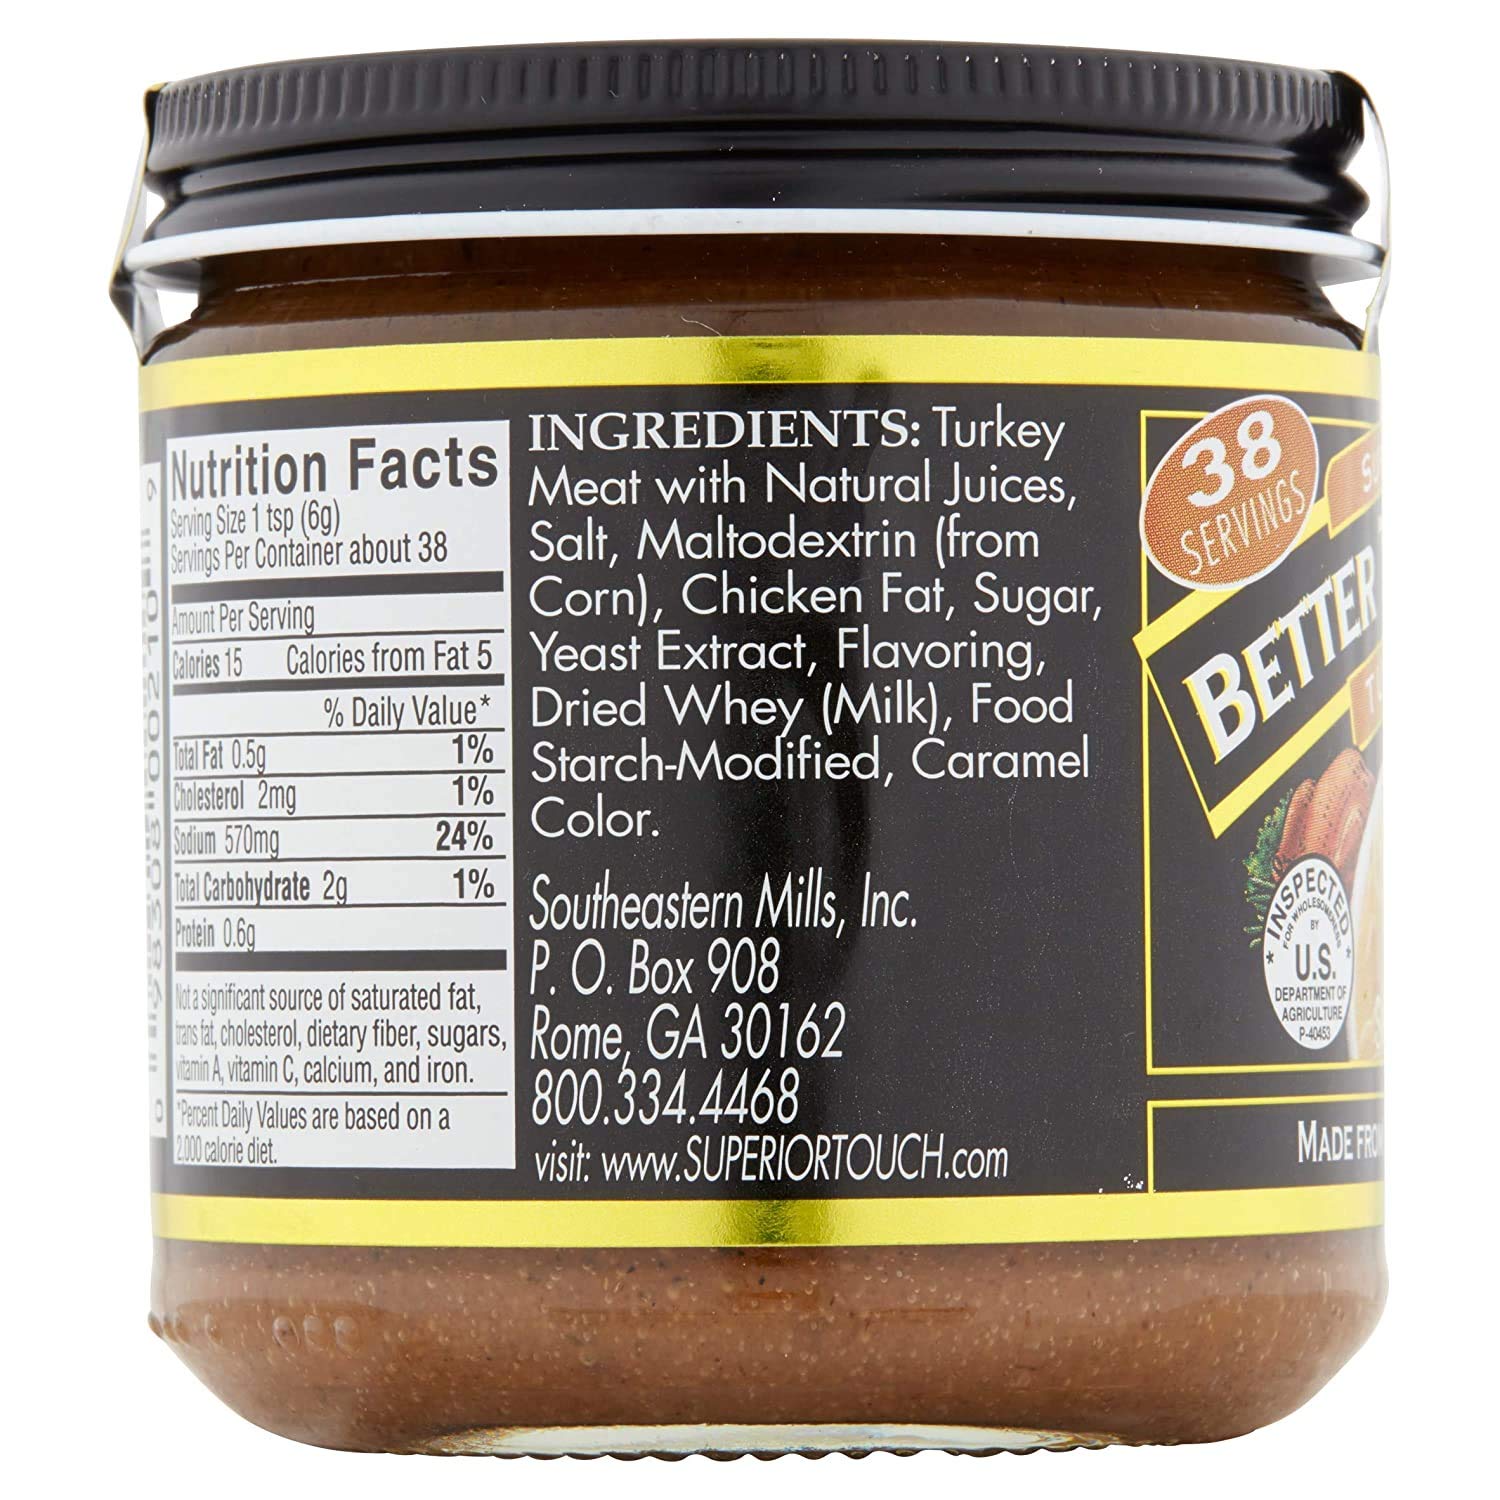 Nutrition Facts
Serving Size 1 tsp (6g)
Servings Per Container about 38
Amount Per Serving
Calories 15 Calories from Fat 5
% Daily Value*
Total Fat 0.5g 1%
Cholesterol 2mg 1%
Sodium 570mg 24%
Total Carbohydrate 2g 1%
Protein 0.6g
Not a significant source of saturated fat,
trans fat, cholesterol, dietary fiber, sugars,
vitamin A, vitamin C, calcium, and iron.
*Percent Daily Values are based on a
2,000 calorie diet.
INGREDIENTS: Turkey
Meat with Natural Juices,
Salt, Maltodextrin (from
Corn), Chicken Fat, Sugar,
Yeast Extract, Flavoring,
Dried Whey (Milk), Food
Starch-Modified, Caramel
Color.
Southeastern Mills, Inc.
P. O. Box 908
Rome, GA 30162
800.334.4468
visit: www.SUPERIORTOUCH.com
38
SERVINGS
BETTER
INSPECTED
FOR WHOLESOMENESS
BY
U.S.
DEPARTMENT OF
AGRICULTURE
P-40453
MADE